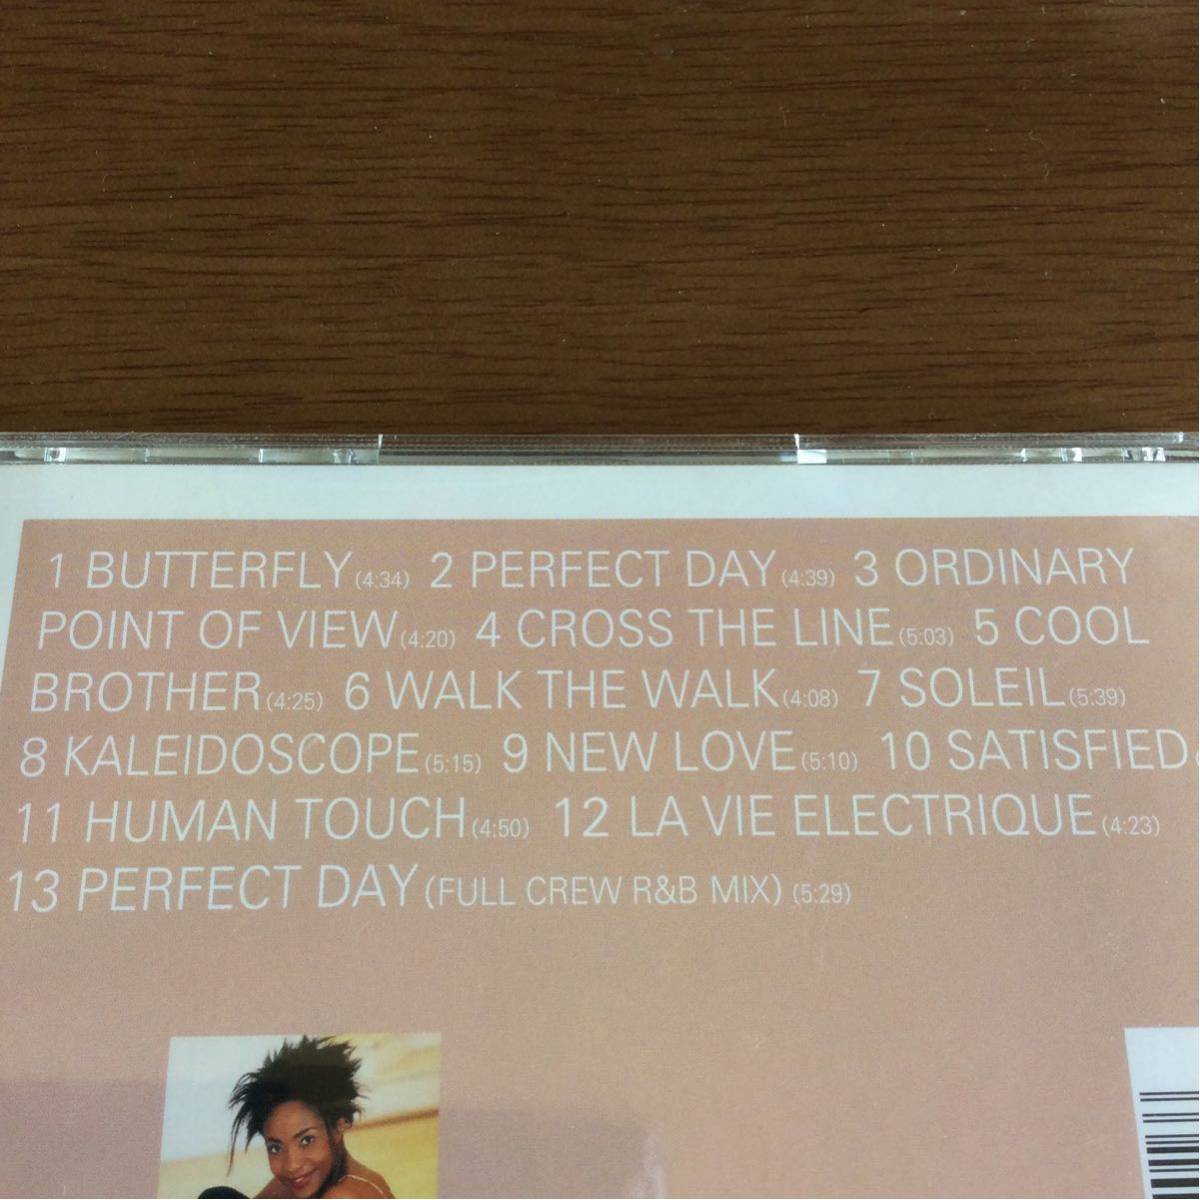 1 BUTTERFLY (4:34) 2 PERFECT DAY (4:39) 3 ORDINARY
POINT OF VIEW (4:20) 4 CROSS THE LINE (5:03) 5 COOL
BROTHER (4:25) 6 WALK THE WALK (4:08) 7 SOLEIL (5:39)
8 KALEIDOSCOPE (5:15) 9 NEW LOVE (5:10) 10 SATISFIED
11 HUMAN TOUCH (4:50) 12 LA VIE ELECTRIQUE (4:23)
13 PERFECT DAY (FULL CREW R&B MIX) (5:29)